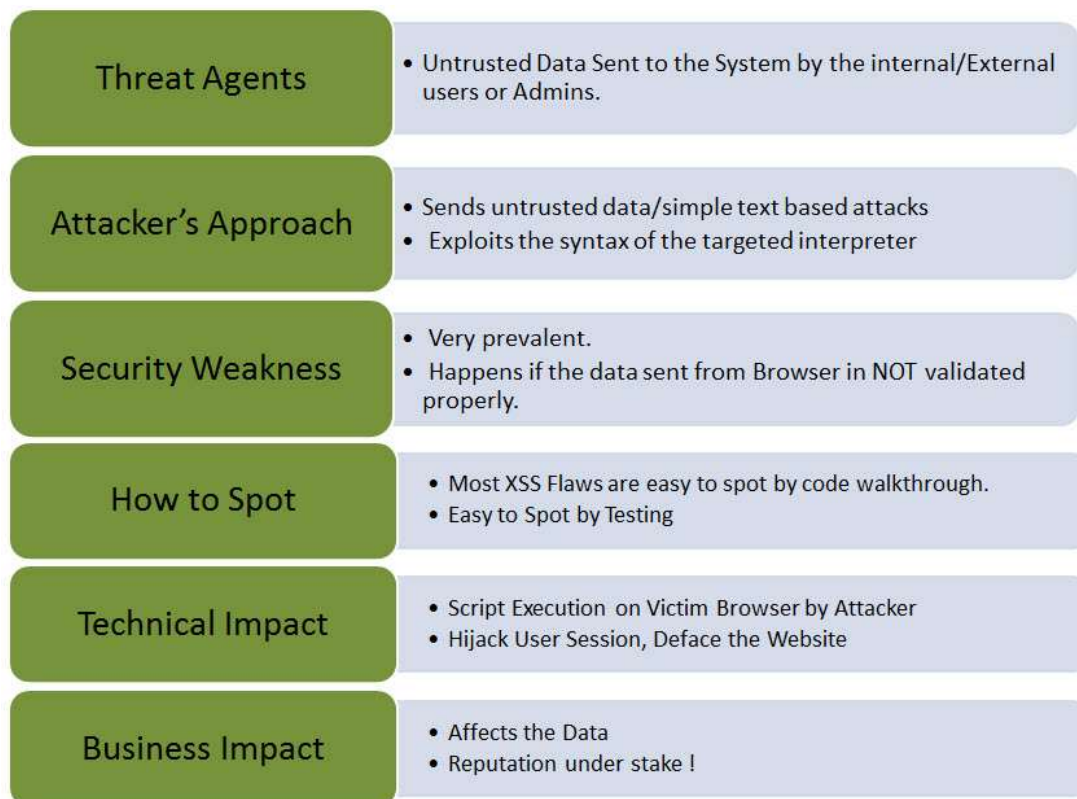 Threat Agents
• Untrusted Data Sent to the System by the internal/External
users or Admins.
Attacker's Approach
• Sends untrusted data/simple text based attacks
• Exploits the syntax of the targeted interpreter
Security Weakness
• Very prevalent.
• Happens if the data sent from Browser in NOT validated
properly.
How to Spot
• Most XSS Flaws are easy to spot by code walkthrough.
• Easy to Spot by Testing
Technical Impact
• Script Execution on Victim Browser by Attacker
• Hijack User Session, Deface the Website
Business Impact
• Affects the Data
• Reputation under stake !